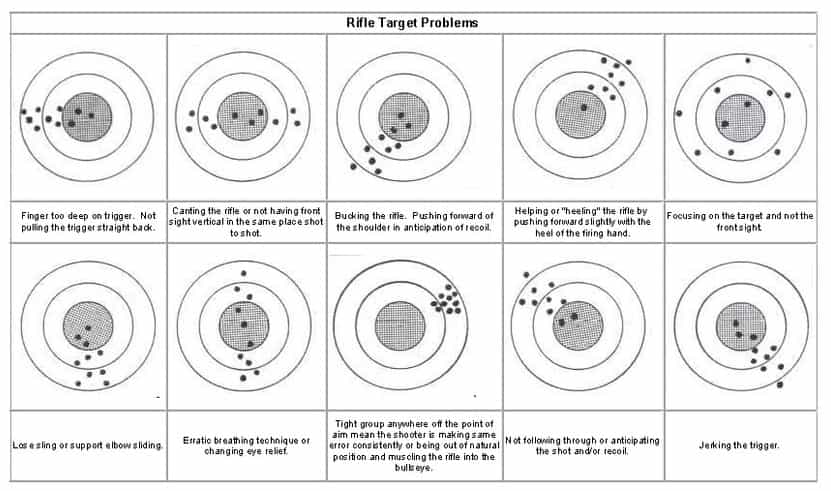 Rifle Target Problems
Finger too deep on trigger. Not
pulling the trigger straight back.
Canting the rifle or not having front
sight vertical in the same place shot
to shot.
Bucking the rifle. Pushing forward of
the shoulder in anticipation of recoil.
Helping or "heeling" the rifle by
pushing forward slightly with the
heel of the firing hand.
Focusing on the target and not the
front sight.
Lose sling or support elbow sliding.
Erratic breathing technique or
changing eye relief.
Tight group anywhere off the point of
aim mean the shooter is making same
error consistently or being out of natural
position and muscling the rifle into the
bullseye.
Not following through or anticipating
the shot and/or recoil.
Jerking the trigger.